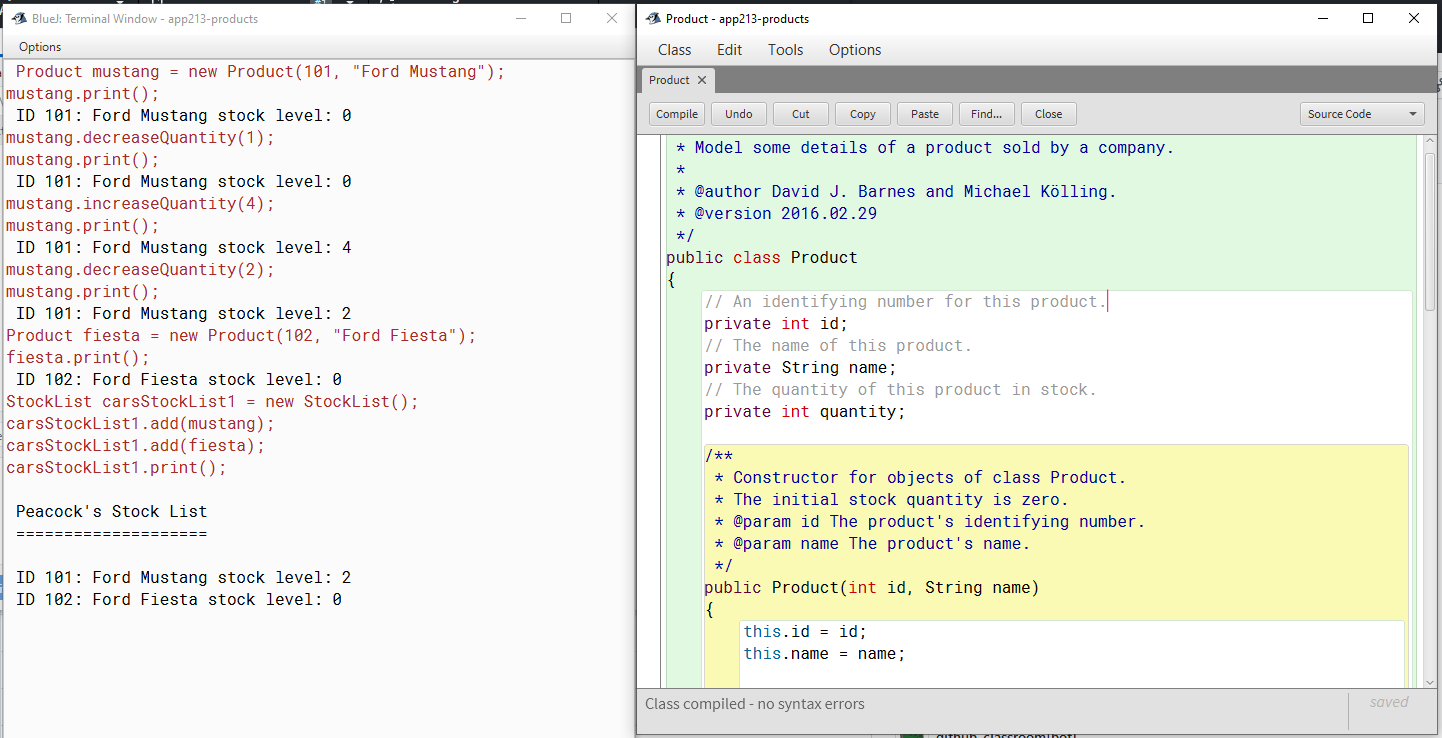 BlueJ: Terminal Window - app213-products
Options
Product mustang = new Product(101, "Ford Mustang");
mustang.print();
ID 101: Ford Mustang stock level: 0
mustang.decreaseQuantity(1);
mustang.print();
ID 101: Ford Mustang stock level: 0
mustang.increaseQuantity(4);
mustang.print();
ID 101: Ford Mustang stock level: 4
mustang.decreaseQuantity(2);
mustang.print();
ID 101: Ford Mustang stock level: 2
Product fiesta = new Product(102, "Ford Fiesta");
fiesta.print();
ID 102: Ford Fiesta stock level: 0
StockList carsStockList1 = new StockList();
carsStockList1.add(mustang);
carsStockList1.add(fiesta);
carsStockList1.print();
Peacock's Stock List
====================
ID 101: Ford Mustang stock level: 2
ID 102: Ford Fiesta stock level: 0
Product - app213-products
Class Edit Tools Options
Product
Compile Undo Cut Copy Paste Find... Close Source Code
* Model some details of a product sold by a company.
*
* @author David J. Barnes and Michael Kölling.
* @version 2016.02.29
*/
public class Product
{
// An identifying number for this product.
private int id;
// The name of this product.
private String name;
// The quantity of this product in stock.
private int quantity;
/**
* Constructor for objects of class Product.
* The initial stock quantity is zero.
* @param id The product's identifying number.
* @param name The product's name.
*/
public Product(int id, String name)
{
this.id = id;
this.name = name;
Class compiled - no syntax errors
saved